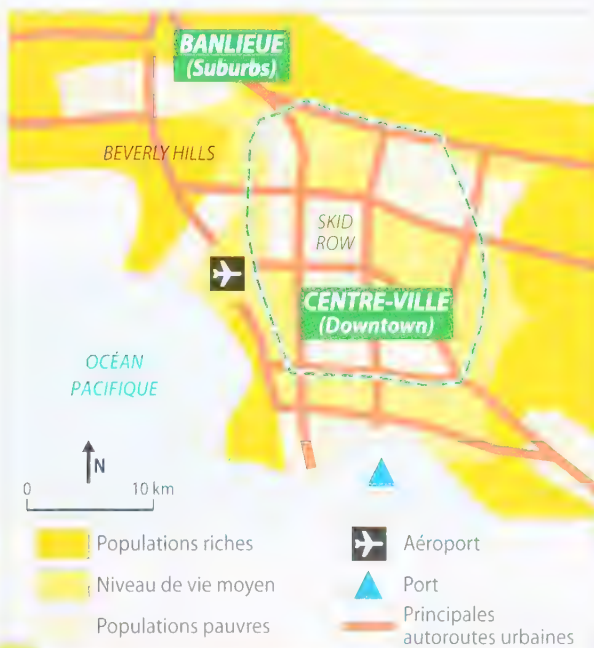 BANLIEUE
(Suburbs)
BEVERLY HILLS
SKID
ROW
CENTRE-VILLE
(Downtown)
OCÉAN
PACIFIQUE
N
0 10 km
Populations riches
Niveau de vie moyen
Populations pauvres
Aéroport
Port
Principales
autoroutes urbaines